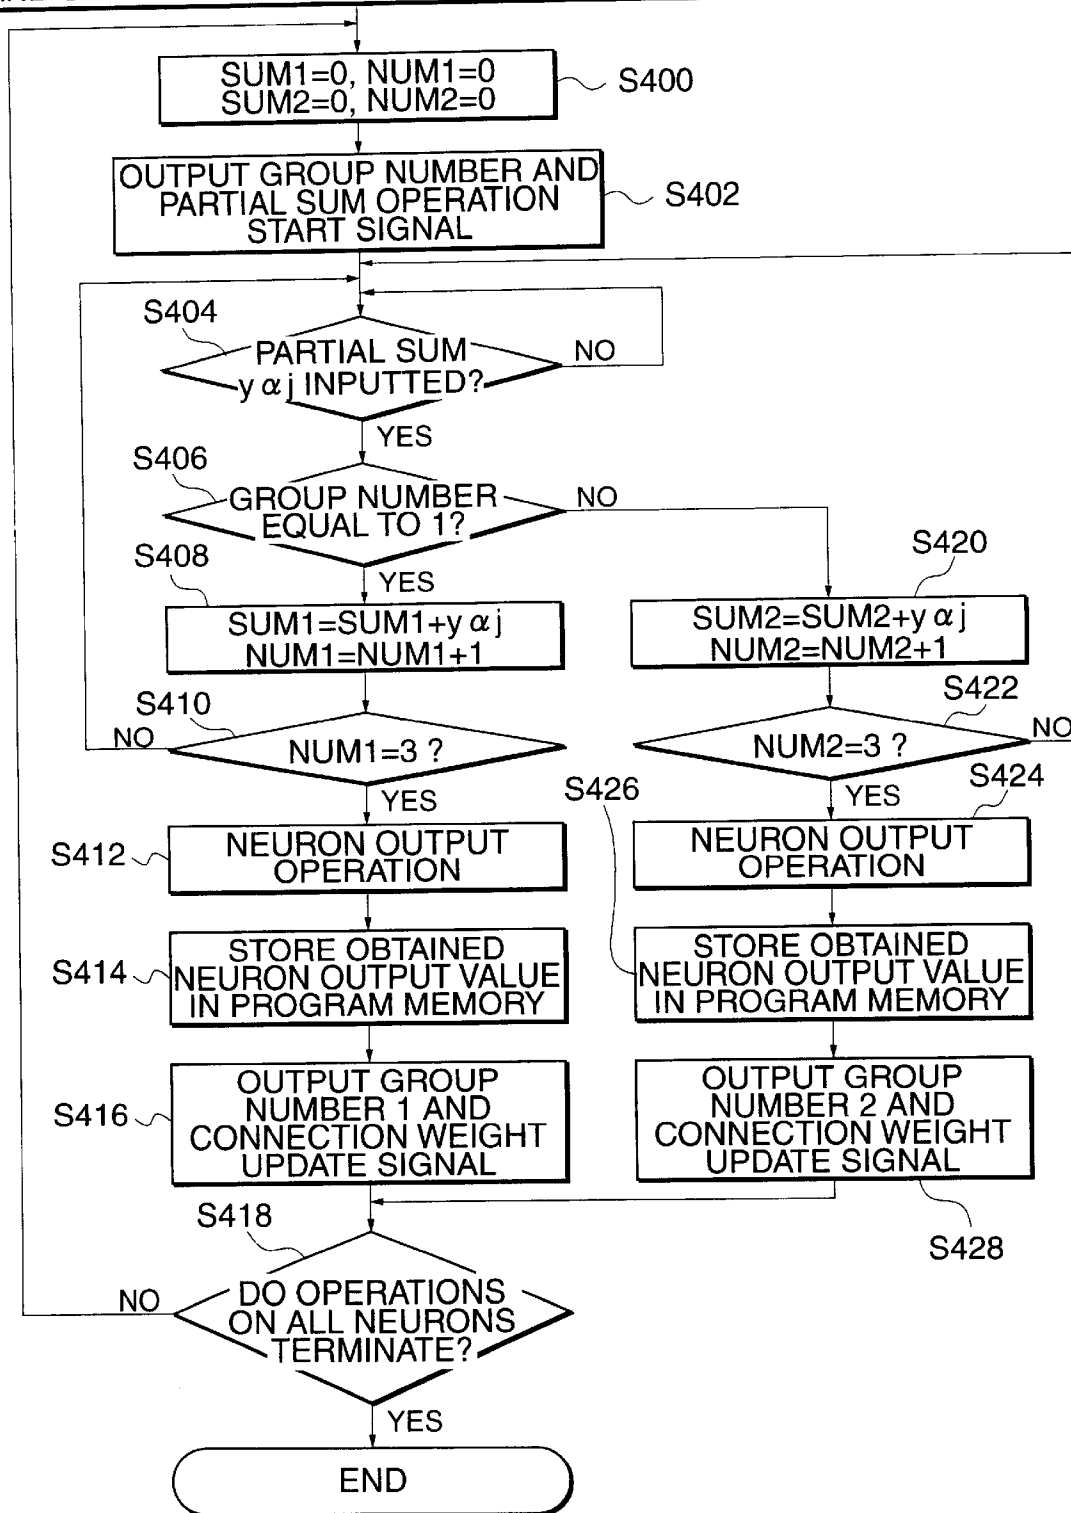 SUM1=0, NUM1=0
SUM2=0, NUM2=0
S400
OUTPUT GROUP NUMBER AND
PARTIAL SUM OPERATION
START SIGNAL
S402
S404
PARTIAL SUM
y α j INPUTTED?
NO
YES
S406
GROUP NUMBER
EQUAL TO 1?
NO
YES
S408
SUM1=SUM1+y α j
NUM1=NUM1+1
S420
SUM2=SUM2+y α j
NUM2=NUM2+1
S410
NUM1=3 ?
NO
YES
S422
NUM2=3 ?
NO
YES
S412
NEURON OUTPUT
OPERATION
S424
NEURON OUTPUT
OPERATION
S414
STORE OBTAINED
NEURON OUTPUT VALUE
IN PROGRAM MEMORY
S426
STORE OBTAINED
NEURON OUTPUT VALUE
IN PROGRAM MEMORY
S416
OUTPUT GROUP
NUMBER 1 AND
CONNECTION WEIGHT
UPDATE SIGNAL
OUTPUT GROUP
NUMBER 2 AND
CONNECTION WEIGHT
UPDATE SIGNAL
S428
S418
DO OPERATIONS
ON ALL NEURONS
TERMINATE?
NO
YES
END